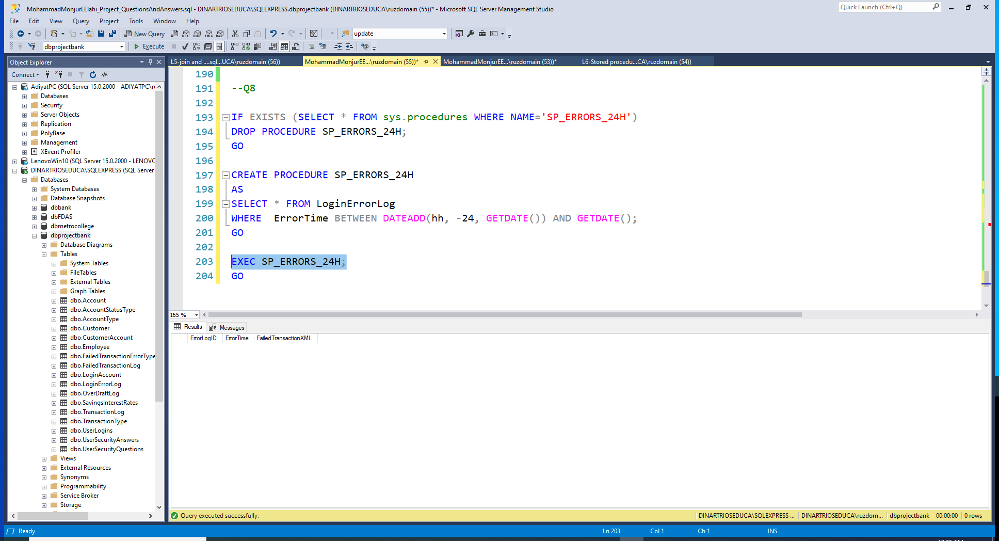 MohammadMonjurEElahi_Project_QuestionsAndAnswers.sql - DINARTRIOSEDUCA\SQLEXPRESS.dbprojectbank (DINARTRIOSEDUCA\ruzdomain (55))* - Microsoft SQL Server Management Studio
Quick Launch (Ctrl+Q)
File Edit View Query Project Tools Window Help
New Query
MDX DMX XMLA DAX
update
dbprojectbank
Execute
Object Explorer
Connect
AdiyatPC (SQL Server 15.0.2000 - ADIYATPC\ru
Databases
Security
Server Objects
Replication
PolyBase
Management
XEvent Profiler
LenovoWin10 (SQL Server 15.0.2000 - LENOVO
DINARTRIOSEDUCA\SQLEXPRESS (SQL Server
Databases
System Databases
Database Snapshots
dbbank
dbFDAS
dbmetrocollege
dbprojectbank
Database Diagrams
Tables
System Tables
FileTables
External Tables
Graph Tables
dbo.Account
dbo.AccountStatusType
dbo.AccountType
dbo.Customer
dbo.CustomerAccount
dbo.Employee
dbo.FailedTransactionErrorType
dbo.FailedTransactionLog
dbo.LoginAccount
dbo.LoginErrorLog
dbo.OverDraftLog
dbo.SavingsInterestRates
dbo.TransactionLog
dbo.TransactionType
dbo.UserLogins
dbo.UserSecurityAnswers
dbo.UserSecurityQuestions
Views
External Resources
Synonyms
Programmability
Service Broker
Storage
L5-join and ....sql...UCA\ruzdomain (56))
MohammadMonjurEE...\ruzdomain (55))*
MohammadMonjurEE...\ruzdomain (53))*
L6-Stored procedu...CA\ruzdomain (54))
190
191 --Q8
192
193 IF EXISTS (SELECT * FROM sys.procedures WHERE NAME='SP_ERRORS_24H')
194 DROP PROCEDURE SP_ERRORS_24H;
195 GO
196
197 CREATE PROCEDURE SP_ERRORS_24H
198 AS
199 SELECT * FROM LoginErrorLog
200 WHERE  ErrorTime BETWEEN DATEADD(hh, -24, GETDATE()) AND GETDATE();
201 GO
202
203 EXEC SP_ERRORS_24H;
204 GO
165 %
Results Messages
ErrorLogID ErrorTime FailedTransactionXML
Query executed successfully.
DINARTRIOSEDUCA\SQLEXPRESS ... DINARTRIOSEDUCA\ruzdom... dbprojectbank 00:00:00 0 rows
Ready
Ln 203 Col 1 Ch 1 INS